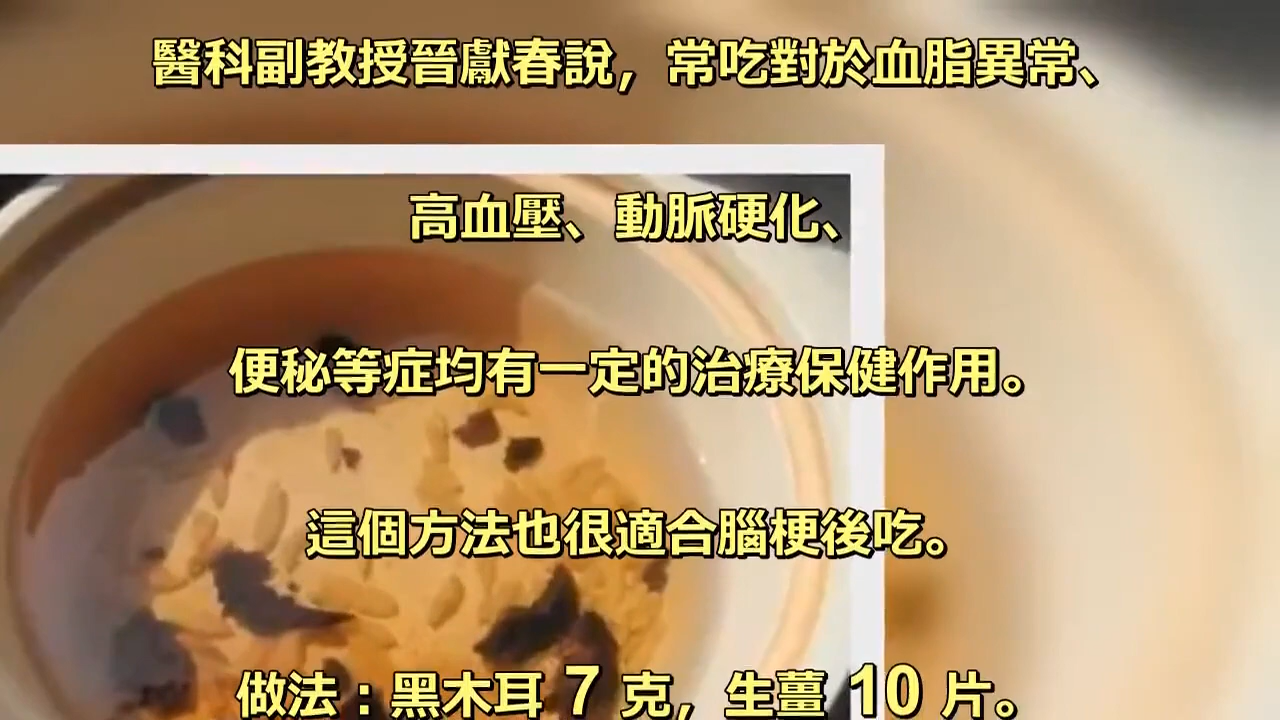 醫科副教授晉獻春說，常吃對於血脂異常、
高血壓、動脈硬化、
便秘等症均有一定的治療保健作用。
這個方法也很適合腦梗後吃。
做法：黑木耳 7 克，生薑 10 片。